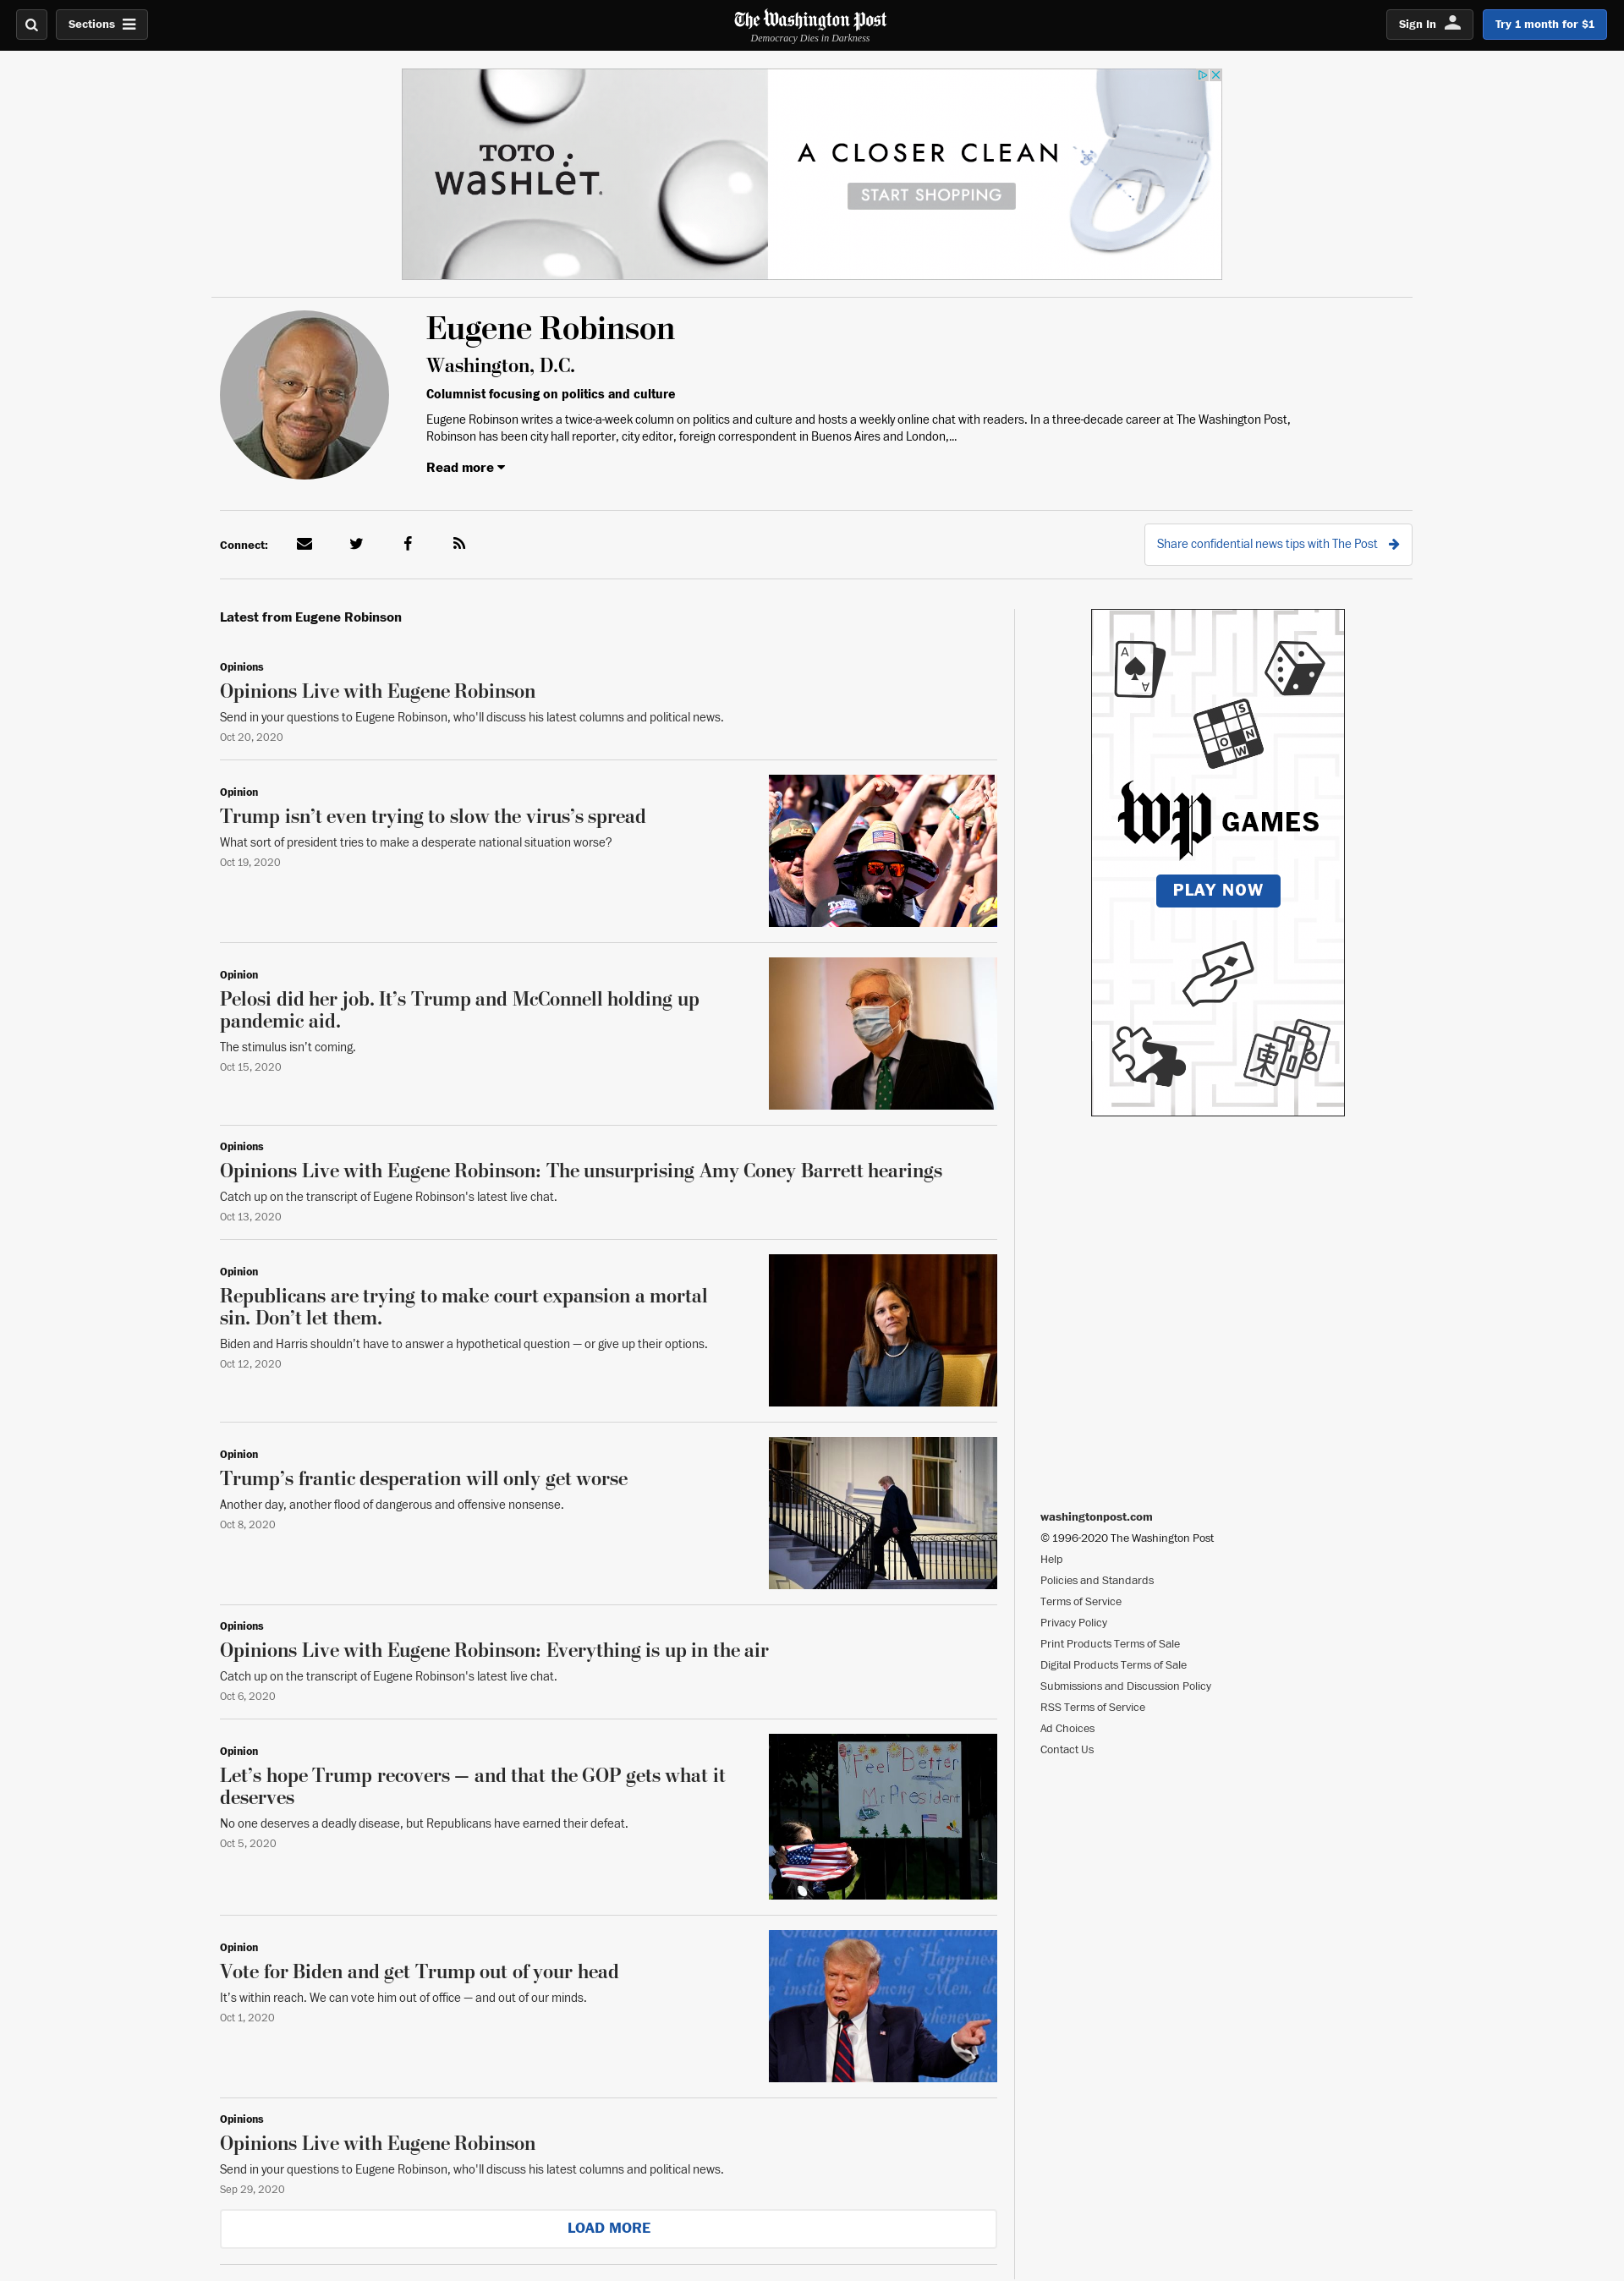 Sections
The Washington Post
Democracy Dies in Darkness
Sign In
Try 1 month for $1
TOTO
WASHLET
A CLOSER CLEAN
START SHOPPING
Eugene Robinson
Washington, D.C.
Columnist focusing on politics and culture
Eugene Robinson writes a twice-a-week column on politics and culture and hosts a weekly online chat with readers. In a three-decade career at The Washington Post,
Robinson has been city hall reporter, city editor, foreign correspondent in Buenos Aires and London,...
Read more
Connect:
Share confidential news tips with The Post
Latest from Eugene Robinson
Opinions
Opinions Live with Eugene Robinson
Send in your questions to Eugene Robinson, who'll discuss his latest columns and political news.
Oct 20, 2020
Opinion
Trump isn’t even trying to slow the virus’s spread
What sort of president tries to make a desperate national situation worse?
Oct 19, 2020
Opinion
Pelosi did her job. It’s Trump and McConnell holding up
pandemic aid.
The stimulus isn’t coming.
Oct 15, 2020
Opinions
Opinions Live with Eugene Robinson: The unsurprising Amy Coney Barrett hearings
Catch up on the transcript of Eugene Robinson's latest live chat.
Oct 13, 2020
Opinion
Republicans are trying to make court expansion a mortal
sin. Don’t let them.
Biden and Harris shouldn’t have to answer a hypothetical question — or give up their options.
Oct 12, 2020
Opinion
Trump’s frantic desperation will only get worse
Another day, another flood of dangerous and offensive nonsense.
Oct 8, 2020
Opinions
Opinions Live with Eugene Robinson: Everything is up in the air
Catch up on the transcript of Eugene Robinson's latest live chat.
Oct 6, 2020
Opinion
Let’s hope Trump recovers — and that the GOP gets what it
deserves
No one deserves a deadly disease, but Republicans have earned their defeat.
Oct 5, 2020
Feel Better
Mr. President
Opinion
Vote for Biden and get Trump out of your head
It’s within reach. We can vote him out of office — and out of our minds.
Oct 1, 2020
Opinions
Opinions Live with Eugene Robinson
Send in your questions to Eugene Robinson, who'll discuss his latest columns and political news.
Sep 29, 2020
LOAD MORE
A
A
S
O N
W
wp GAMES
PLAY NOW
東
washingtonpost.com
© 1996-2020 The Washington Post
Help
Policies and Standards
Terms of Service
Privacy Policy
Print Products Terms of Sale
Digital Products Terms of Sale
Submissions and Discussion Policy
RSS Terms of Service
Ad Choices
Contact Us